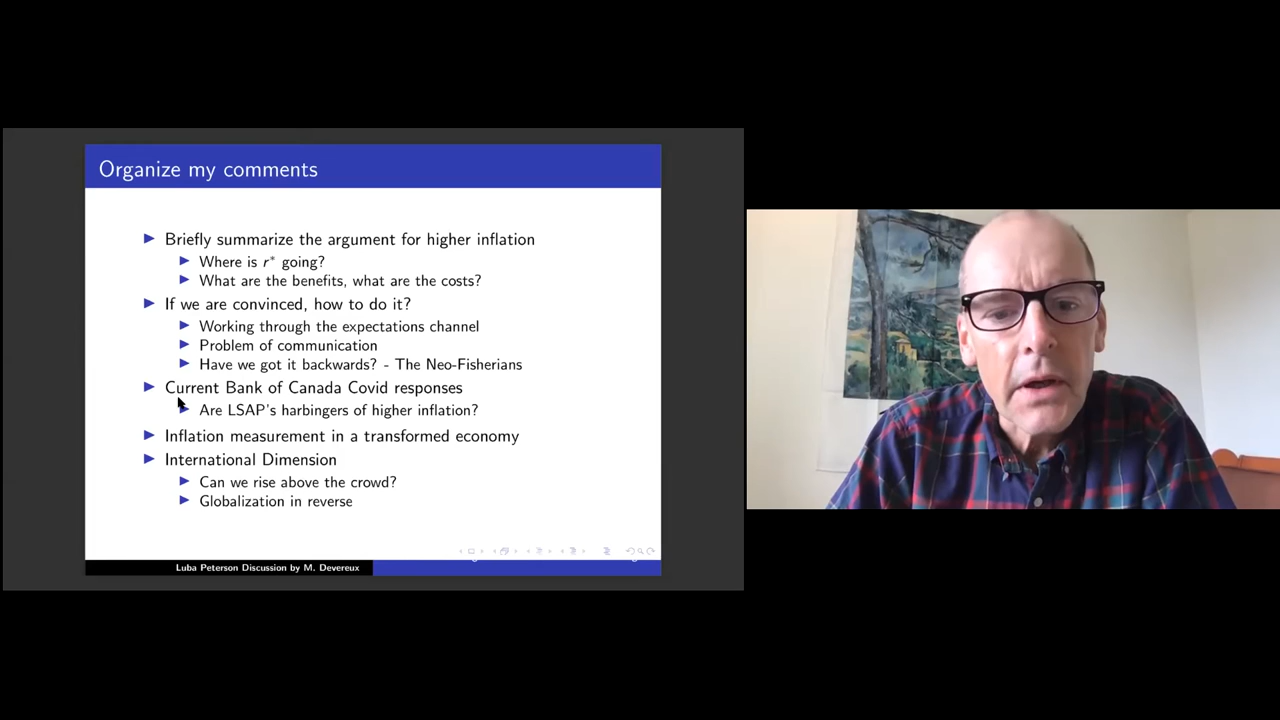 Organize my comments
Briefly summarize the argument for higher inflation
Where is r* going?
What are the benefits, what are the costs?
If we are convinced, how to do it?
Working through the expectations channel
Problem of communication
Have we got it backwards? - The Neo-Fisherians
Current Bank of Canada Covid responses
Are LSAP's harbingers of higher inflation?
Inflation measurement in a transformed economy
International Dimension
Can we rise above the crowd?
Globalization in reverse
Luba Peterson Discussion by M. Devereux